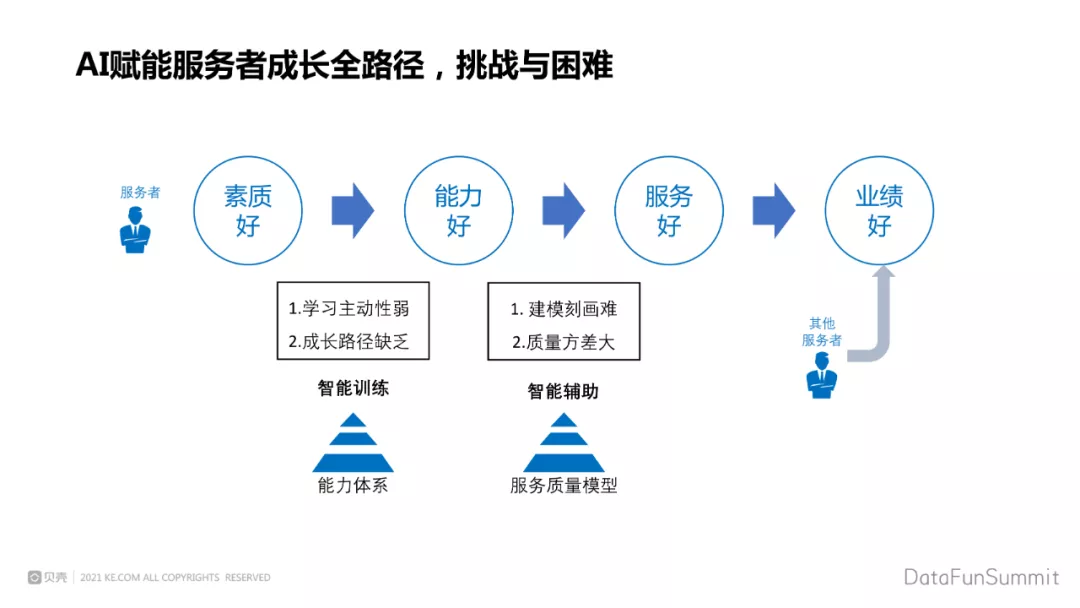 AI赋能服务者成长全路径，挑战与困难
服务者
素质
好
能力
好
服务
好
业绩
好
1.学习主动性弱
2.成长路径缺乏
1. 建模刻画难
2.质量方差大
其他
服务者
智能训练
智能辅助
能力体系
服务质量模型
贝壳 2021 KE.COM ALL COPYRIGHTS RESERVED
DataFunSummit